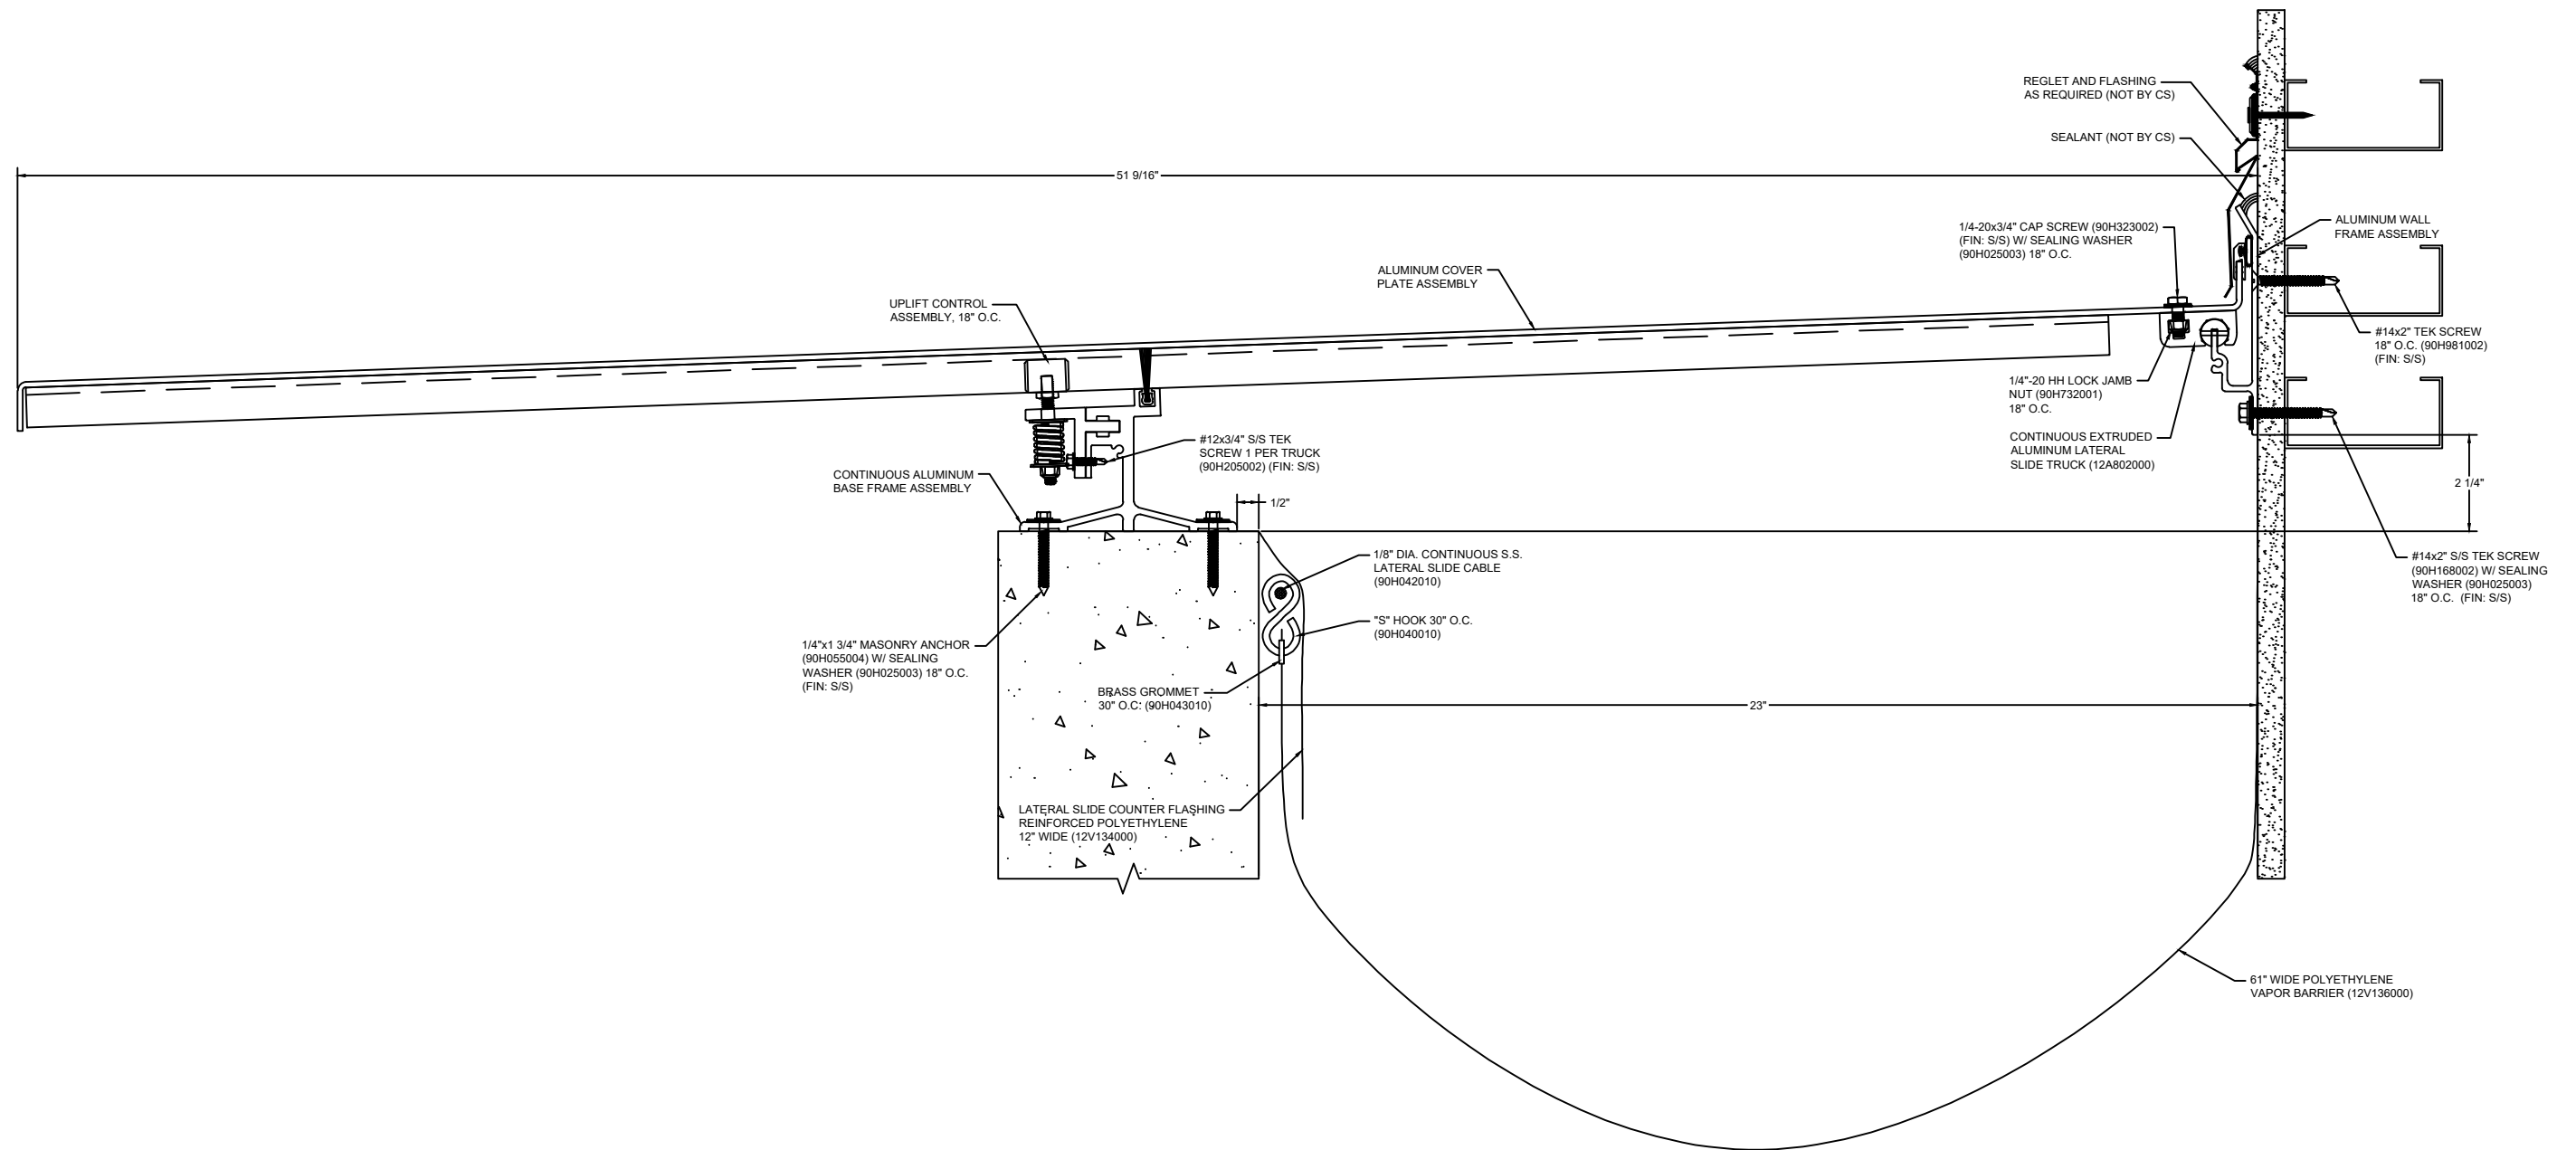 REGLET AND FLASHING
AS REQUIRED (NOT BY CS)
SEALANT (NOT BY CS)
51 9/16"
1/4-20x3/4" CAP SCREW (90H323002)
(FIN: S/S) W/ SEALING WASHER
(90H025003) 18" O.C.
ALUMINUM WALL
FRAME ASSEMBLY
ALUMINUM COVER
PLATE ASSEMBLY
UPLIFT CONTROL
ASSEMBLY, 18" O.C.
#14x2" TEK SCREW
18" O.C. (90H981002)
(FIN: S/S)
1/4"-20 HH LOCK JAMB
NUT (90H732001)
18" O.C.
#12x3/4" S/S TEK
SCREW 1 PER TRUCK
(90H205002) (FIN: S/S)
CONTINUOUS EXTRUDED
ALUMINUM LATERAL
SLIDE TRUCK (12A802000)
CONTINUOUS ALUMINUM
BASE FRAME ASSEMBLY
2 1/4"
1/2"
1/8" DIA. CONTINUOUS S.S.
LATERAL SLIDE CABLE
(90H042010)
#14x2" S/S TEK SCREW
(90H168002) W/ SEALING
WASHER (90H025003)
18" O.C. (FIN: S/S)
"S" HOOK 30" O.C.
(90H040010)
1/4"x1 3/4" MASONRY ANCHOR
(90H055004) W/ SEALING
WASHER (90H025003) 18" O.C.
(FIN: S/S)
BRASS GROMMET
30" O.C. (90H043010)
23"
LATERAL SLIDE COUNTER FLASHING
REINFORCED POLYETHYLENE
12" WIDE (12V134000)
61" WIDE POLYETHYLENE
VAPOR BARRIER (12V136000)